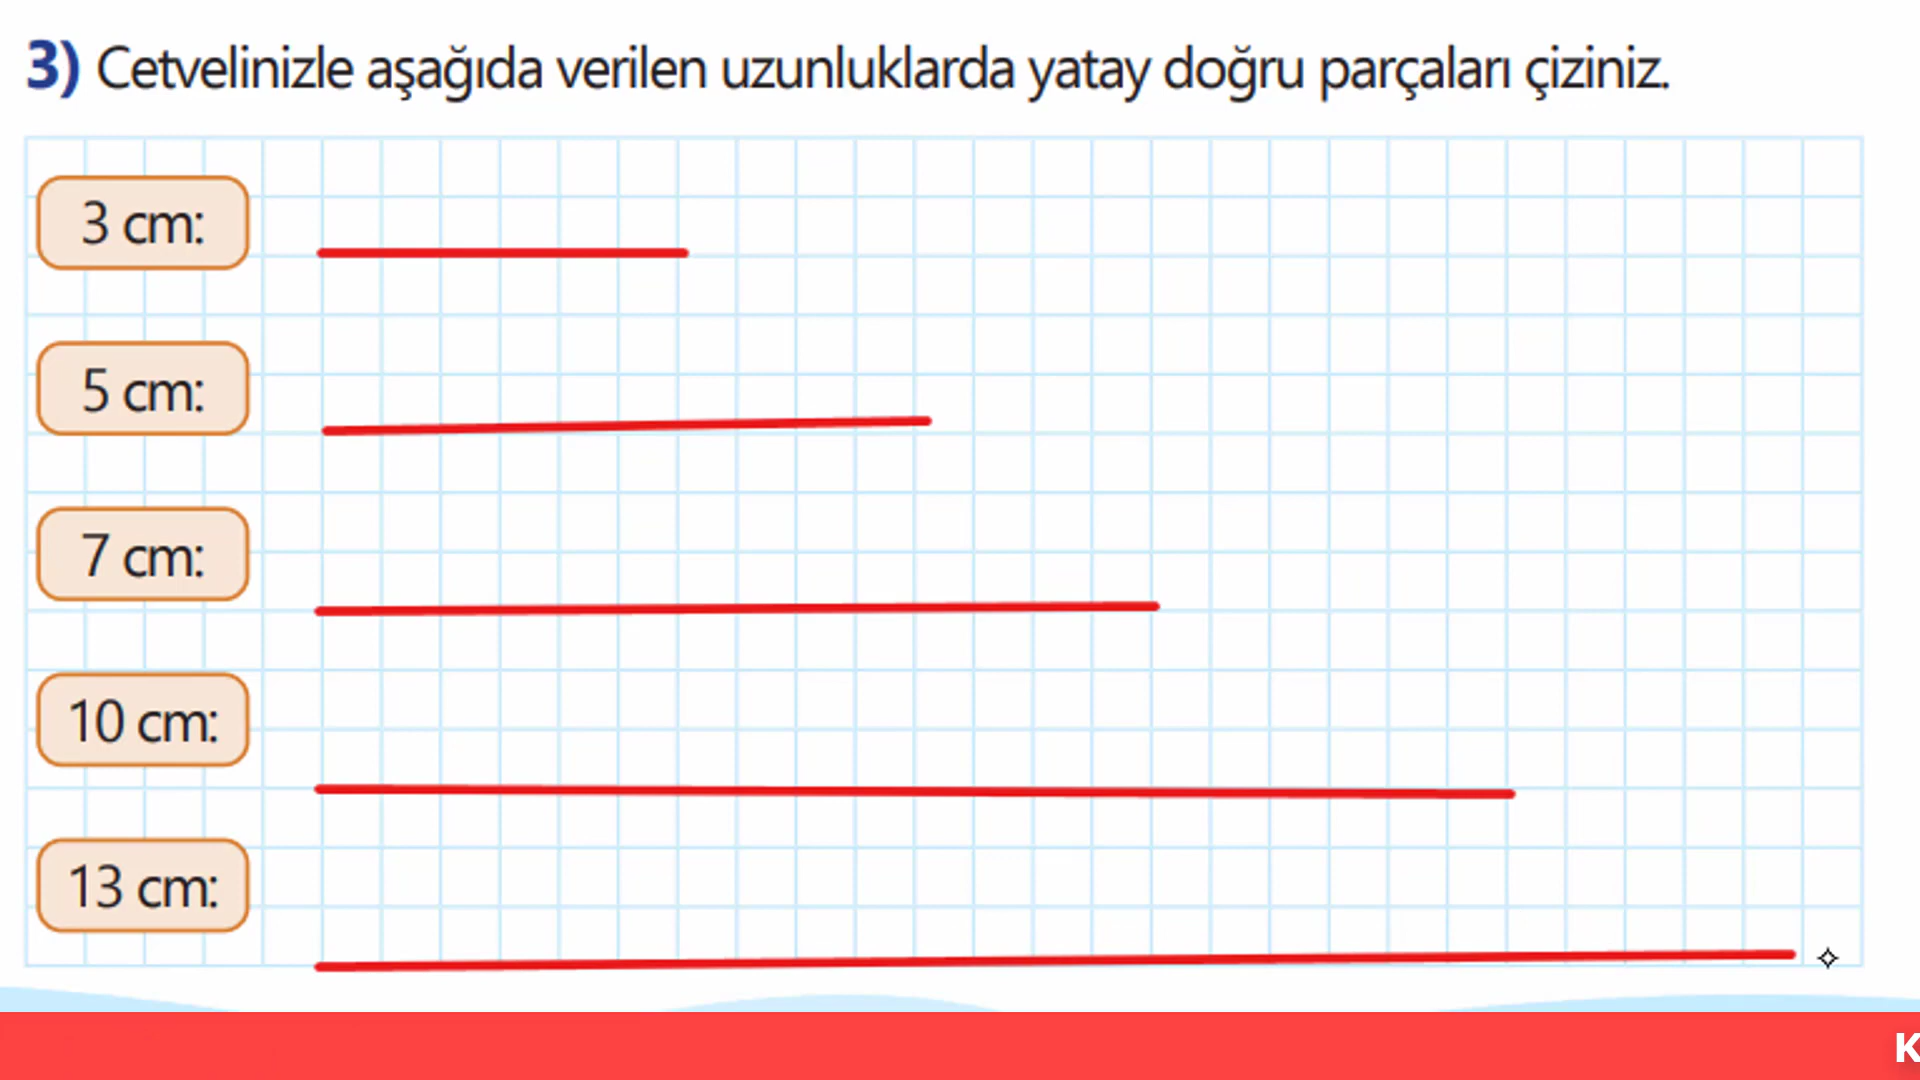 3) Cetvelinizle aşağıda verilen uzunluklarda yatay doğru parçaları çiziniz.
3 cm:
5 cm:
7 cm:
10 cm:
13 cm:
K